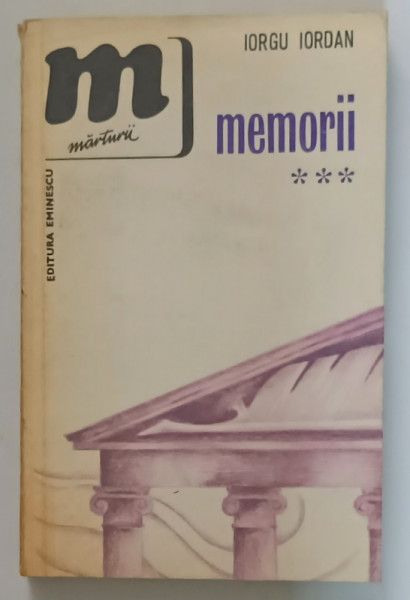 m
mărturii
EDITURA EMINESCU
IORGU IORDAN
memorii
***